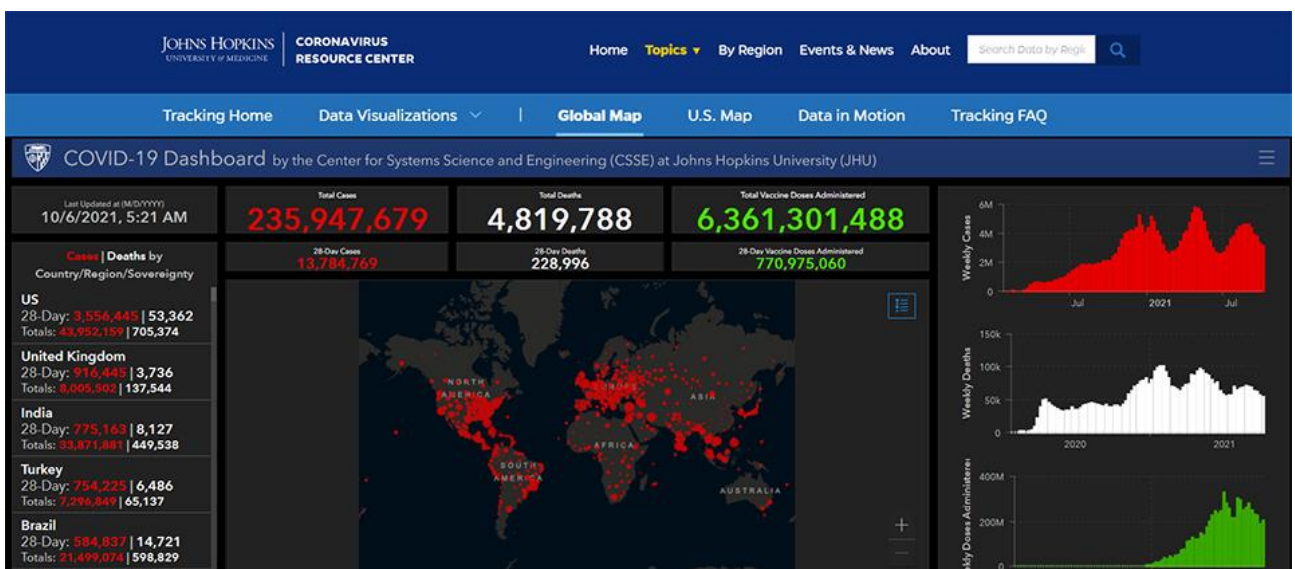 JOHNS HOPKINS
UNIVERSITY & MEDICINE
CORONAVIRUS
RESOURCE CENTER
Home Topics ▾ By Region Events & News About Search Data by Regi
Tracking Home Data Visualizations | Global Map U.S. Map Data in Motion Tracking FAQ
COVID-19 Dashboard by the Center for Systems Science and Engineering (CSSE) at Johns Hopkins University (JHU)
Last Updated at (M/D/YYYY)
10/6/2021, 5:21 AM
Cases | Deaths by
Country/Region/Sovereignty
US
28-Day: 3,556,445 | 53,362
Totals: 43,952,159 | 705,374
United Kingdom
28-Day: 916,445 | 3,736
Totals: 8,005,502 | 137,544
India
28-Day: 775,163 | 8,127
Totals: 33,871,881 | 449,538
Turkey
28-Day: 754,225 | 6,486
Totals: 7,296,849 | 65,137
Brazil
28-Day: 584,837 | 14,721
Totals: 21,499,074 | 598,829
Total Cases
235,947,679
28-Day Cases
13,784,769
Total Deaths
4,819,788
28-Day Deaths
228,996
Total Vaccine Doses Administered
6,361,301,488
28-Day Vaccine Doses Administered
770,975,060
NORTH
AMERICA
SOUTH
AMERICA
EUROPE
AFRICA
ASIA
AUSTRALIA
+
−
Weekly Cases
6M
4M
2M
0
Jul 2021 Jul
Weekly Deaths
150k
100k
50k
0
2020 2021
kly Doses Administered
400M
200M
0